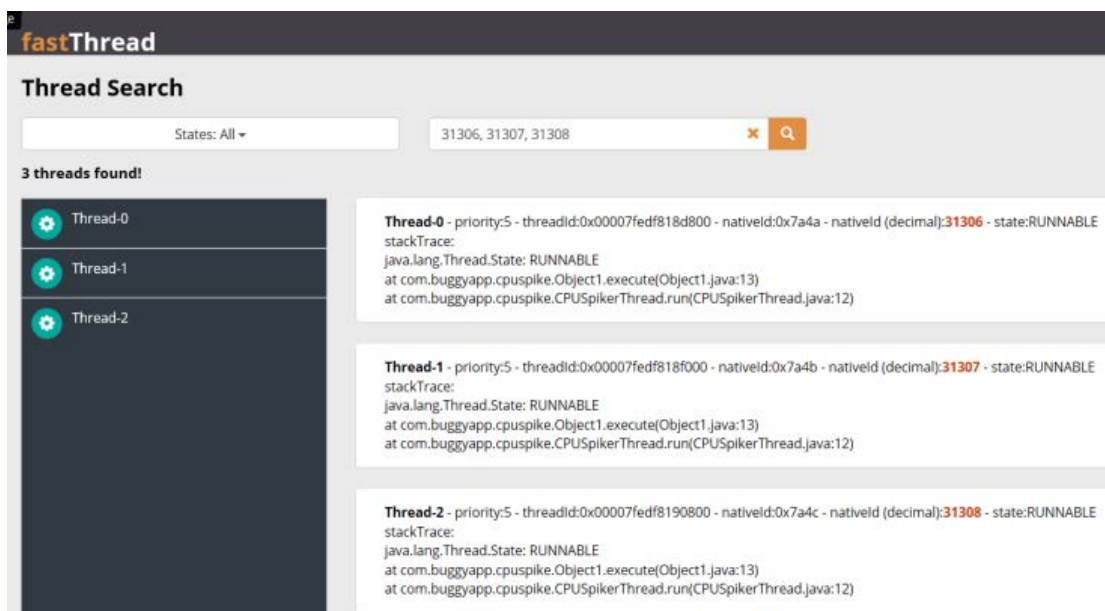 e
fastThread
Thread Search
States: All
31306, 31307, 31308
3 threads found!
Thread-0
Thread-1
Thread-2
Thread-0 - priority:5 - threadId:0x00007fedf818d800 - nativeId:0x7a4a - nativeId (decimal):31306 - state:RUNNABLE
stackTrace:
java.lang.Thread.State: RUNNABLE
at com.buggyapp.cpuspike.Object1.execute(Object1.java:13)
at com.buggyapp.cpuspike.CPUSpikerThread.run(CPUSpikerThread.java:12)
Thread-1 - priority:5 - threadId:0x00007fedf818f000 - nativeId:0x7a4b - nativeId (decimal):31307 - state:RUNNABLE
stackTrace:
java.lang.Thread.State: RUNNABLE
at com.buggyapp.cpuspike.Object1.execute(Object1.java:13)
at com.buggyapp.cpuspike.CPUSpikerThread.run(CPUSpikerThread.java:12)
Thread-2 - priority:5 - threadId:0x00007fedf8190800 - nativeId:0x7a4c - nativeId (decimal):31308 - state:RUNNABLE
stackTrace:
java.lang.Thread.State: RUNNABLE
at com.buggyapp.cpuspike.Object1.execute(Object1.java:13)
at com.buggyapp.cpuspike.CPUSpikerThread.run(CPUSpikerThread.java:12)